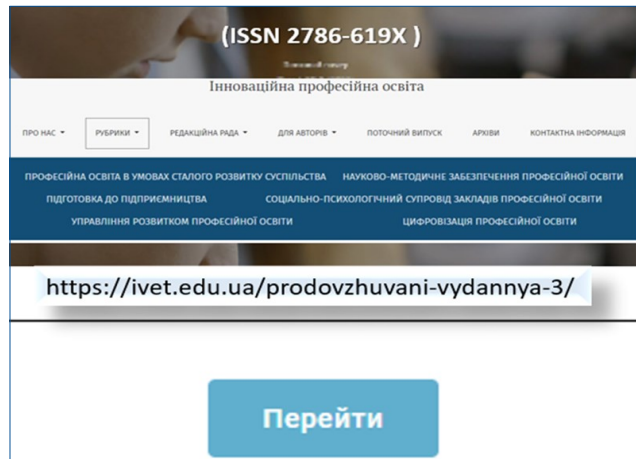 (ISSN 2786-619X )
Інноваційна професійна освіта
ПРО НАС РУБРИКИ РЕДАКЦІЙНА РАДА ДЛЯ АВТОРІВ ПОТОЧНИЙ ВИПУСК АРХІВИ КОНТАКТНА ІНФОРМАЦІЯ
ПРОФЕСІЙНА ОСВІТА В УМОВАХ СТАЛОГО РОЗВИТКУ СУСПІЛЬСТВА НАУКОВО-МЕТОДИЧНЕ ЗАБЕЗПЕЧЕННЯ ПРОФЕСІЙНОЇ ОСВІТИ
ПІДГОТОВКА ДО ПІДПРИЄМНИЦТВА СОЦІАЛЬНО-ПСИХОЛОГІЧНИЙ СУПРОВІД ЗАКЛАДІВ ПРОФЕСІЙНОЇ ОСВІТИ
УПРАВЛІННЯ РОЗВИТКОМ ПРОФЕСІЙНОЇ ОСВІТИ ЦИФРОВІЗАЦІЯ ПРОФЕСІЙНОЇ ОСВІТИ
https://ivet.edu.ua/prodovzhuvani-vydannya-3/
Перейти